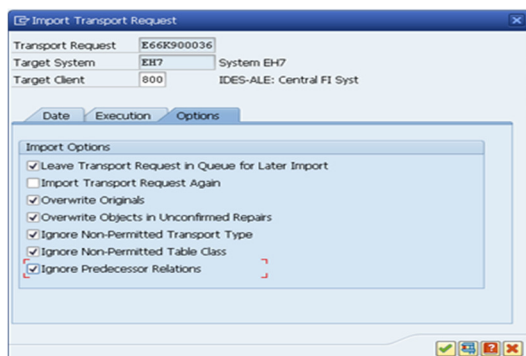 Import Transport Request
Transport Request E66K900036
Target System EH7 System EH7
Target Client 800 IDES-ALE: Central FI Syst
Date Execution Options
Import Options
Leave Transport Request in Queue for Later Import
Import Transport Request Again
Overwrite Originals
Overwrite Objects in Unconfirmed Repairs
Ignore Non-Permitted Transport Type
Ignore Non-Permitted Table Class
Ignore Predecessor Relations